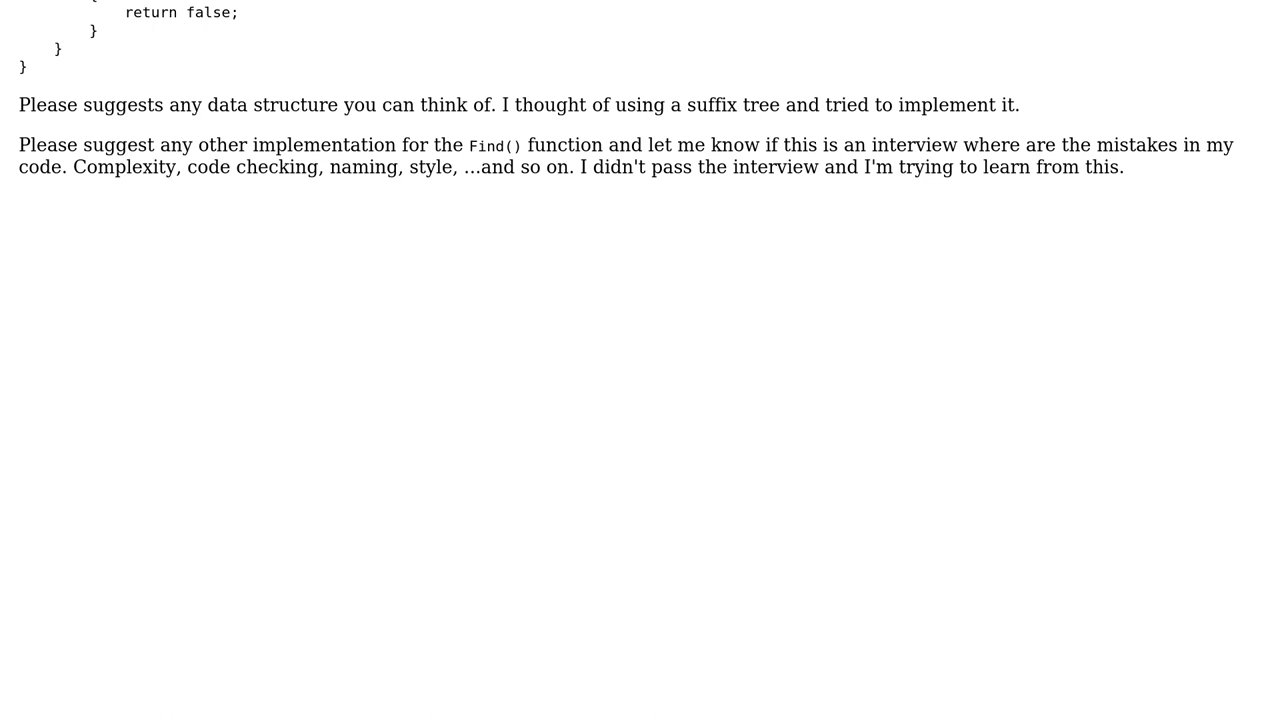 return false;
}
}
}
Please suggests any data structure you can think of. I thought of using a suffix tree and tried to implement it.
Please suggest any other implementation for the Find() function and let me know if this is an interview where are the mistakes in my
code. Complexity, code checking, naming, style, ...and so on. I didn't pass the interview and I'm trying to learn from this.